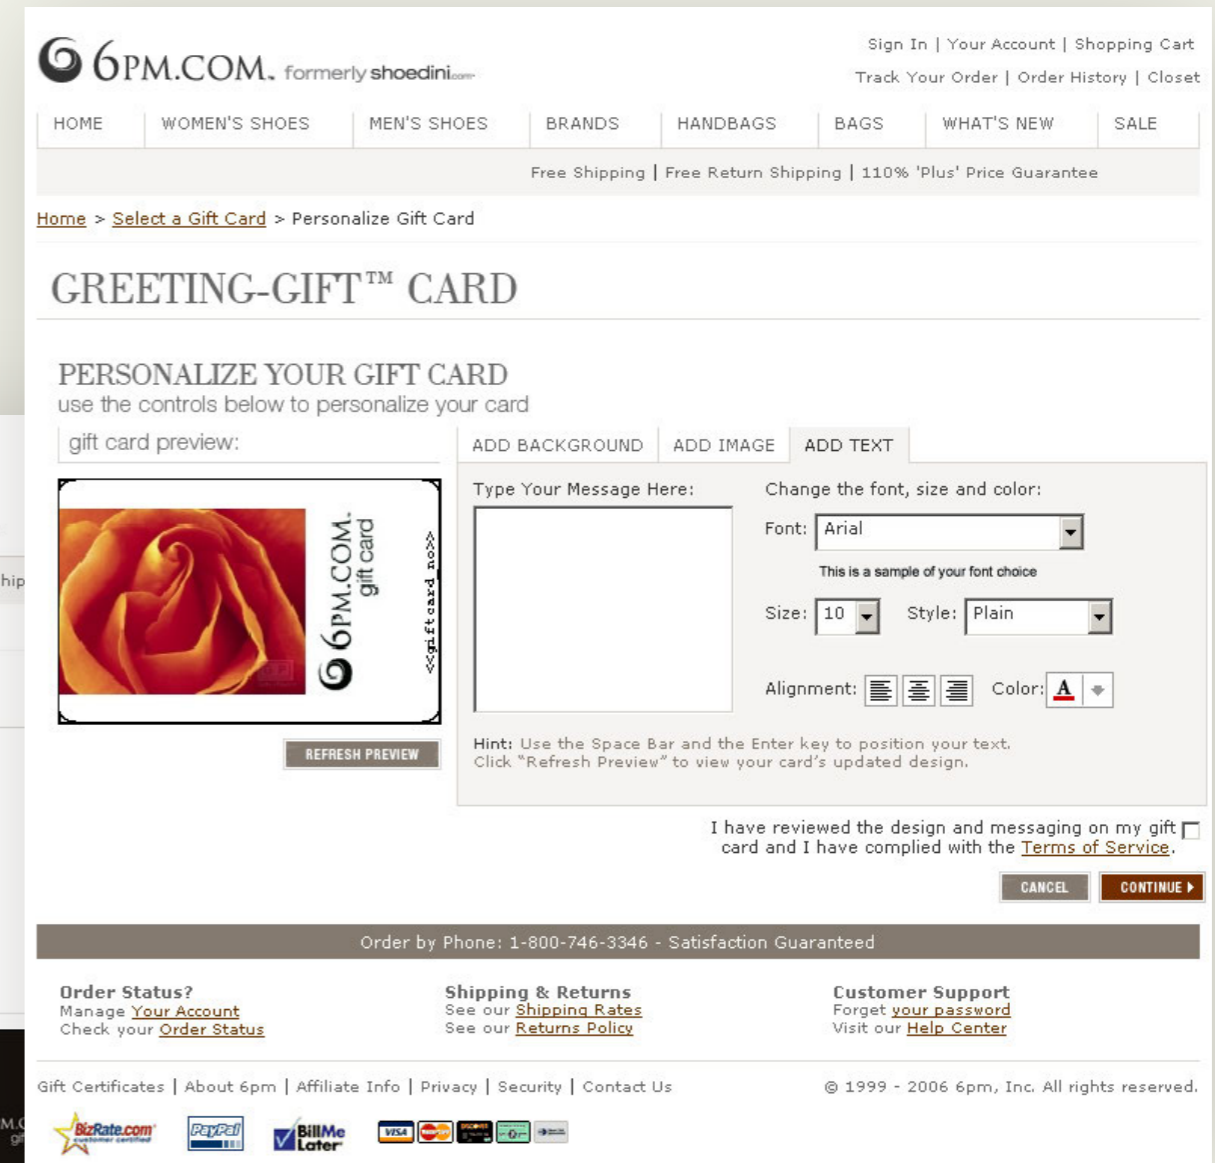 6PM.COM. formerly shoedini.com
Sign In | Your Account | Shopping Cart
Track Your Order | Order History | Closet
HOME WOMEN'S SHOES MEN'S SHOES BRANDS HANDBAGS BAGS WHAT'S NEW SALE
Free Shipping | Free Return Shipping | 110% 'Plus' Price Guarantee
Home > Select a Gift Card > Personalize Gift Card
GREETING-GIFT™ CARD
PERSONALIZE YOUR GIFT CARD
use the controls below to personalize your card
gift card preview:
ADD BACKGROUND ADD IMAGE ADD TEXT
6PM.COM.
gift card
<<giftcard_no>>
REFRESH PREVIEW
Type Your Message Here:
Change the font, size and color:
Font: Arial
This is a sample of your font choice
Size: 10 Style: Plain
Alignment: Color: A
Hint: Use the Space Bar and the Enter key to position your text.
Click “Refresh Preview” to view your card’s updated design.
I have reviewed the design and messaging on my gift
card and I have complied with the Terms of Service.
CANCEL CONTINUE
Order by Phone: 1-800-746-3346 - Satisfaction Guaranteed
Order Status?
Manage Your Account
Check your Order Status
Shipping & Returns
See our Shipping Rates
See our Returns Policy
Customer Support
Forget your password
Visit our Help Center
Gift Certificates | About 6pm | Affiliate Info | Privacy | Security | Contact Us
© 1999 - 2006 6pm, Inc. All rights reserved.
BizRate.com
customer certified
PayPal
BillMe
Later
VISA
DISCOVER
hip